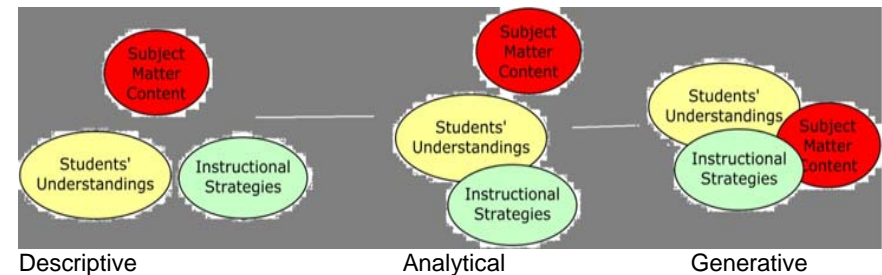 Subject
Matter
Content
Students'
Understandings
Instructional
Strategies
Subject
Matter
Content
Students'
Understandings
Instructional
Strategies
Students'
Understandings
Subject
Matter
Content
Instructional
Strategies
Descriptive
Analytical
Generative